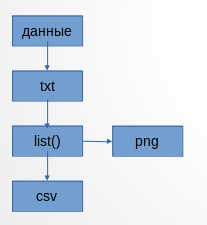 данные
txt
list()
png
csv